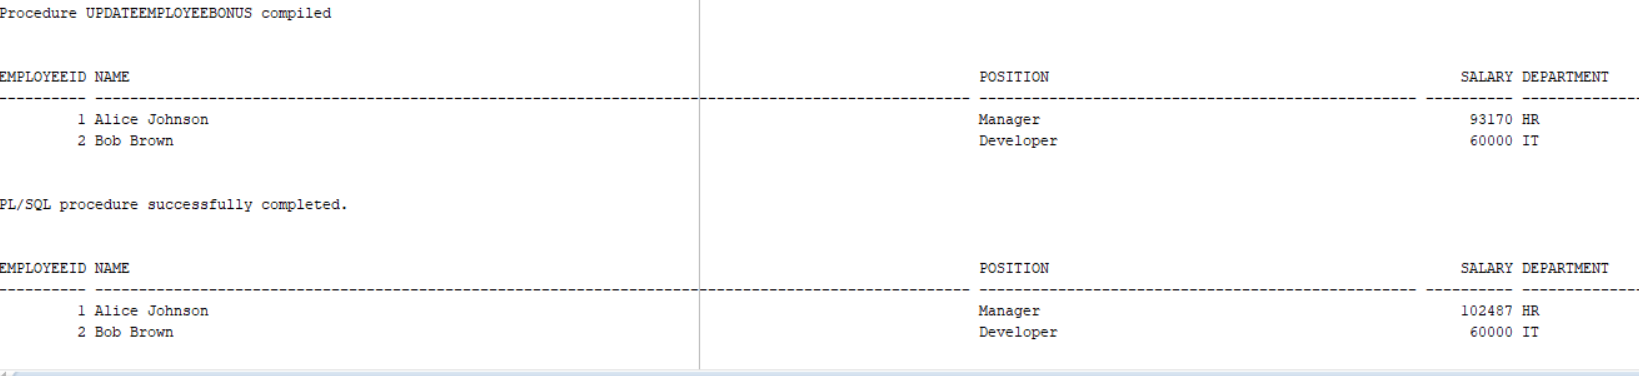 Procedure UPDATEEMPLOYEEBONUS compiled
EMPLOYEEID NAME POSITION SALARY DEPARTMENT
---------- ---------------------------------------------------------------------------------------------------- -------------------------------------------------- ---------- -------------
1 Alice Johnson Manager 93170 HR
2 Bob Brown Developer 60000 IT
PL/SQL procedure successfully completed.
EMPLOYEEID NAME POSITION SALARY DEPARTMENT
---------- ---------------------------------------------------------------------------------------------------- -------------------------------------------------- ---------- -------------
1 Alice Johnson Manager 102487 HR
2 Bob Brown Developer 60000 IT